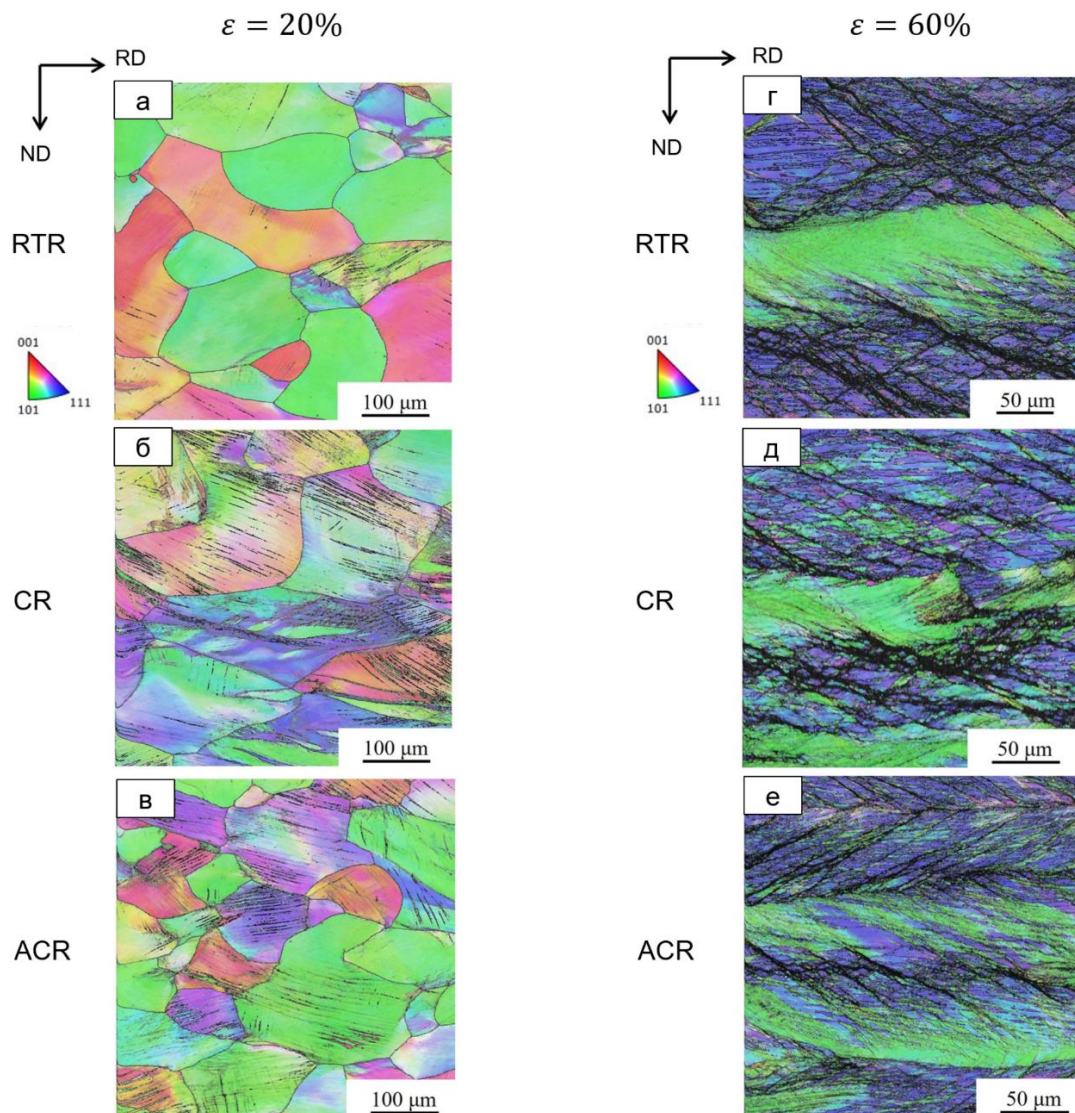 ε = 20%
RD
ND
а
RTR
001
101
111
100 μm
б
CR
100 μm
в
ACR
100 μm
ε = 60%
RD
ND
г
RTR
001
101
111
50 μm
д
CR
50 μm
е
ACR
50 μm